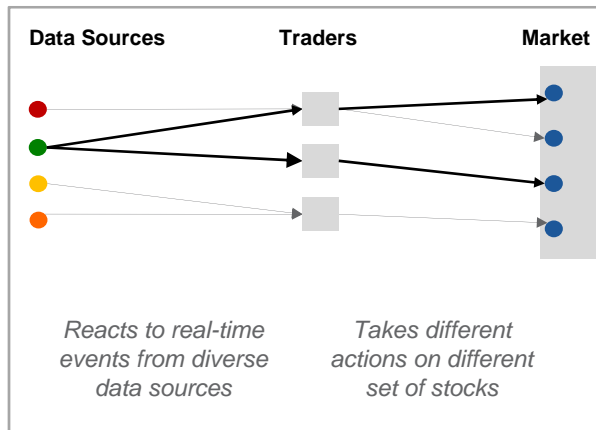 Data Sources Traders Market
Reacts to real-time
events from diverse
data sources
Takes different
actions on different
set of stocks